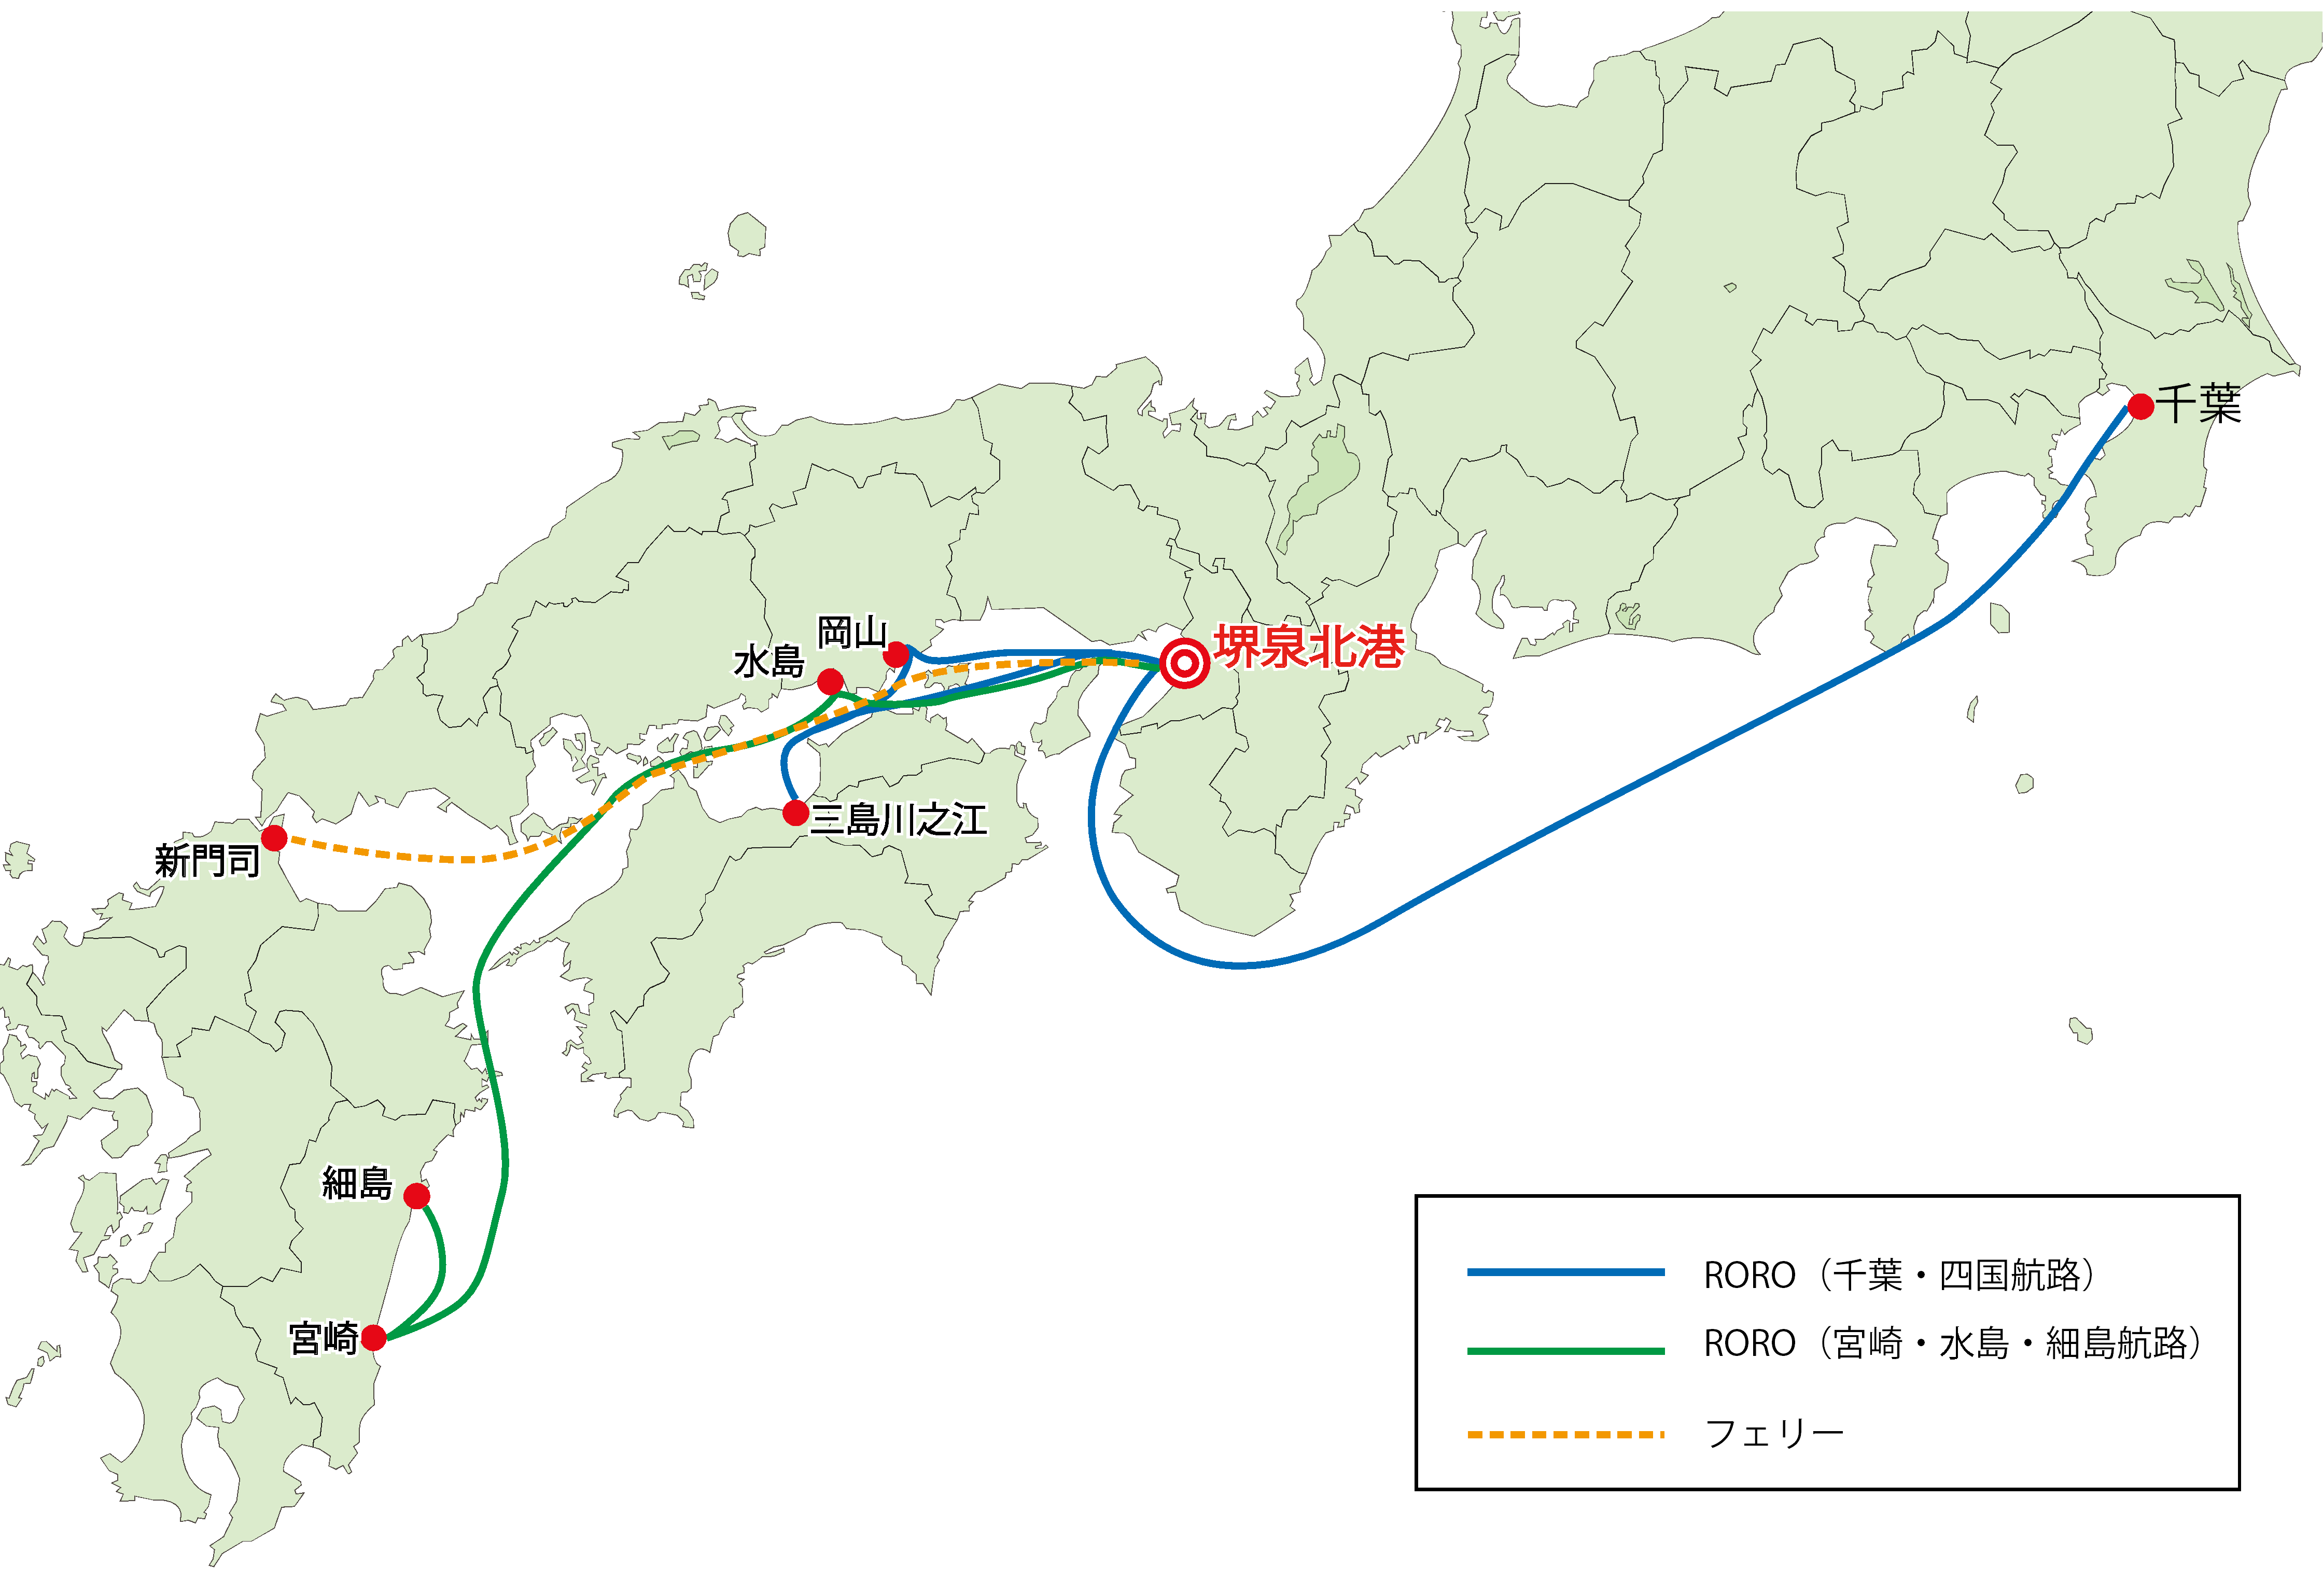 千葉
岡山
堺泉北港
水島
三島川之江
新門司
細島
宮崎
RORO（千葉・四国航路）
RORO（宮崎・水島・細島航路）
フェリー